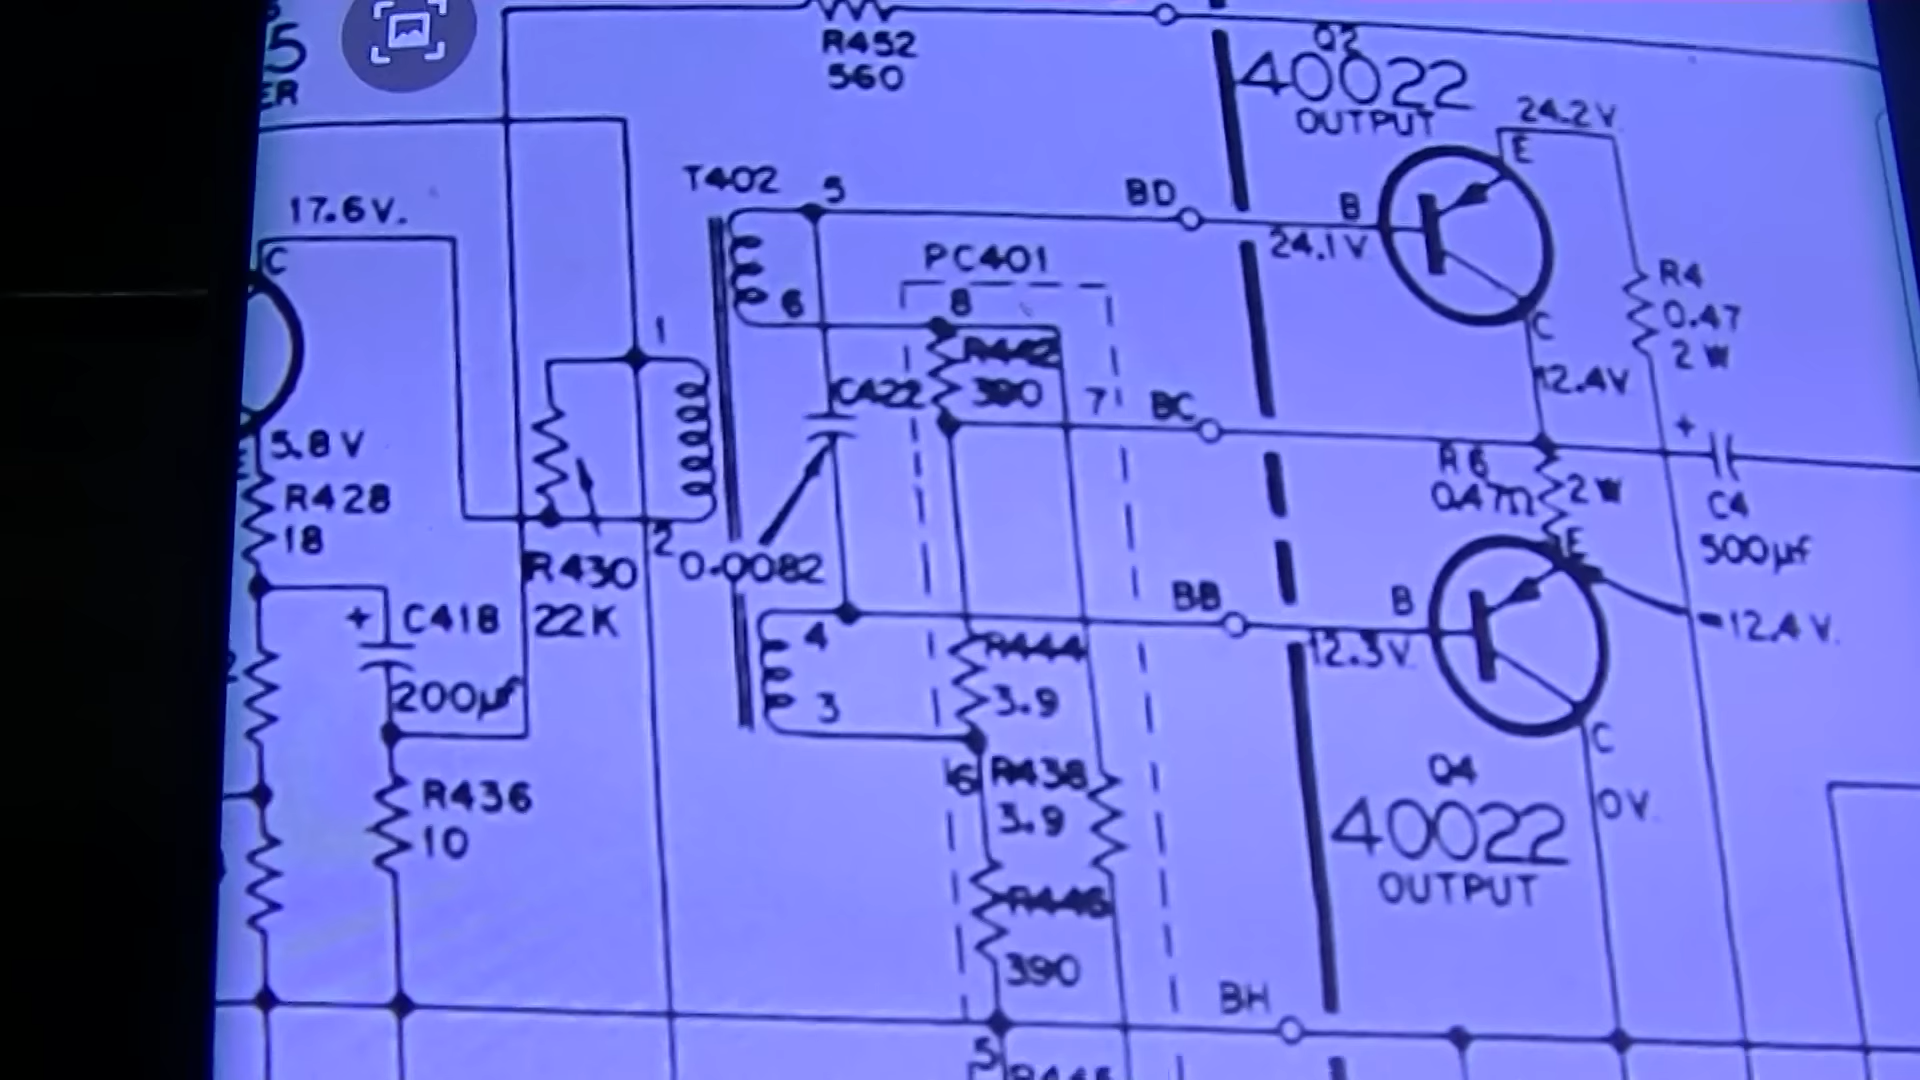 5
ER
R452
560
Q2
40022
OUTPUT
24.2V
E
T402
5
BD
B
24.1V
17.6V.
C
PC401
6
8
1
R442
390
7
BC
C
12.4V
R4
0.47
2W
C422
5.8V
E
R428
18
+
R6
0.47Ω
2W
C4
500µf
2
0.0082
R430
22K
E
BB
B
12.3V
-12.4V.
+
C418
200µf
4
3
R444
3.9
C
6
R438
3.9
Q4
40022
OUTPUT
0V.
R436
10
R446
390
BH
5